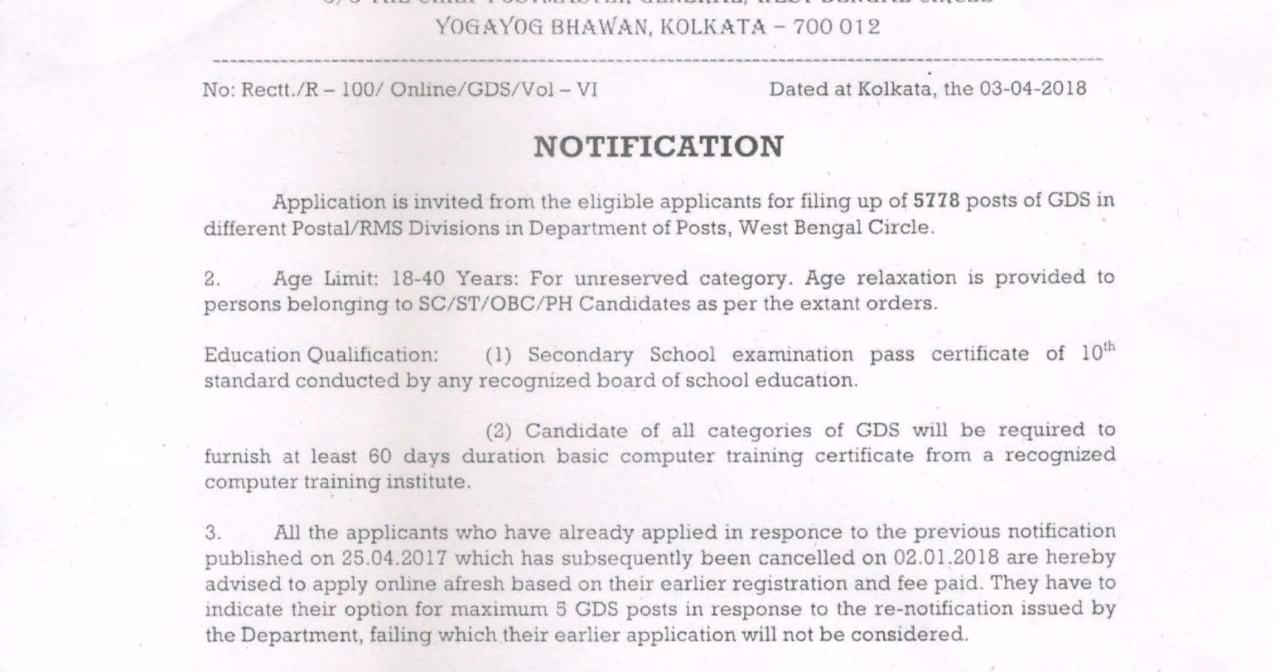 YOGAYOG BHAWAN, KOLKATA – 700 012
No: Rectt./R – 100/ Online/GDS/Vol – VI Dated at Kolkata, the 03-04-2018
NOTIFICATION
Application is invited from the eligible applicants for filing up of 5778 posts of GDS in
different Postal/RMS Divisions in Department of Posts, West Bengal Circle.
2. Age Limit: 18-40 Years: For unreserved category. Age relaxation is provided to
persons belonging to SC/ST/OBC/PH Candidates as per the extant orders.
Education Qualification: (1) Secondary School examination pass certificate of 10th
standard conducted by any recognized board of school education.
(2) Candidate of all categories of GDS will be required to
furnish at least 60 days duration basic computer training certificate from a recognized
computer training institute.
3. All the applicants who have already applied in responce to the previous notification
published on 25.04.2017 which has subsequently been cancelled on 02.01.2018 are hereby
advised to apply online afresh based on their earlier registration and fee paid. They have to
indicate their option for maximum 5 GDS posts in response to the re-notification issued by
the Department, failing which their earlier application will not be considered.